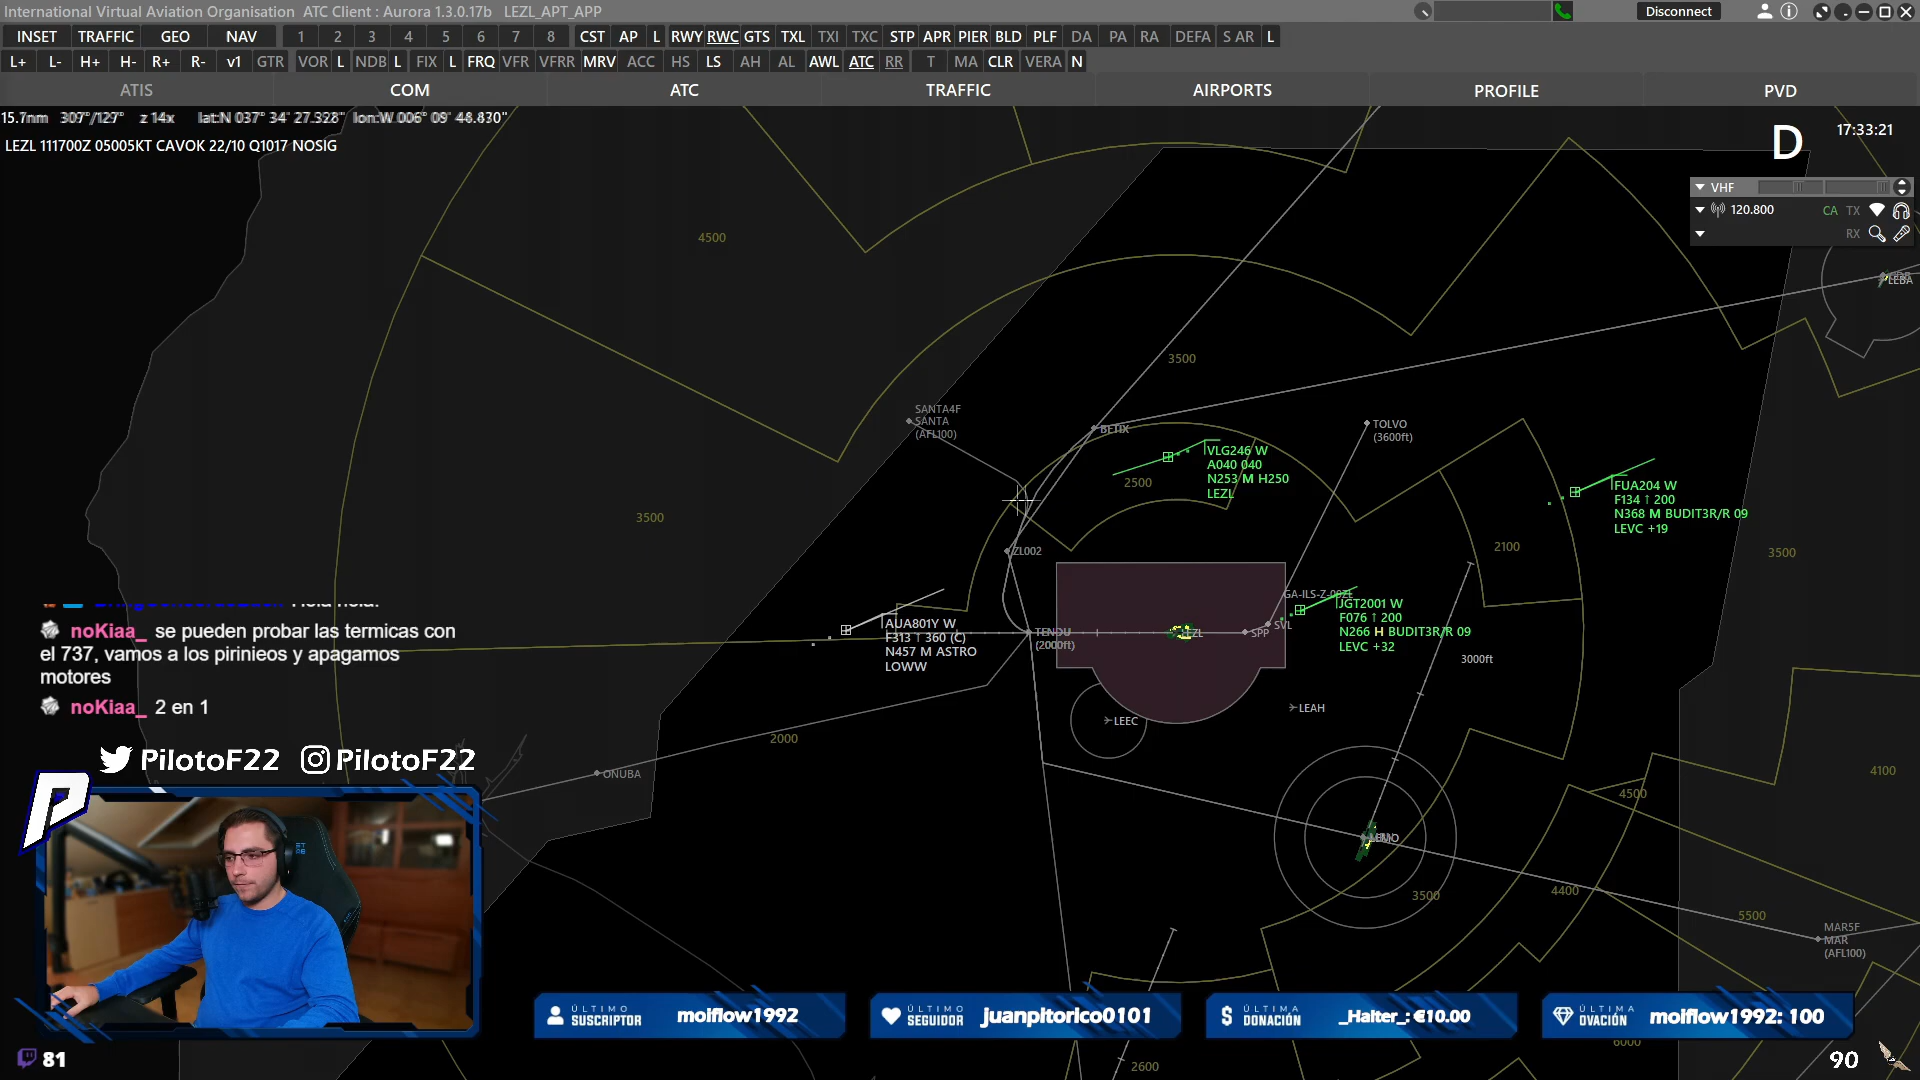 International Virtual Aviation Organisation ATC Client : Aurora 1.3.0.17b LEZL_APT_APP
Disconnect
INSET TRAFFIC GEO NAV 1 2 3 4 5 6 7 8 CST AP L RWY RWC GTS TXL TXI TXC STP APR PIER BLD PLF DA PA RA DEFA S AR L
L+ L- H+ H- R+ R- v1 GTR VOR L NDB L FIX L FRQ VFR VFRR MRV ACC HS LS AH AL AWL ATC RR T MA CLR VERA N
ATIS COM ATC TRAFFIC AIRPORTS PROFILE PVD
15.7nm 309°/129° z 14x lat:N 037° 34' 27.328" lon:W 006° 09'
LEZL 111700Z 05005KT CAVOK 22/10 Q1017 NOSIG
D
17:33:21
VHF
120.800 CA TX
RX
4500
3500
LEBA
SANTA4F
SANTA
(AFL100)
BETIX
TOLVO
(3600ft)
VLG246 W
A040 040
N253 M H250
LEZL
2500
FUA204 W
F134 ↑ 200
N368 M BUDIT3R/R 09
LEVC +19
3500
2100
3500
ZL002
GA-ILS-Z-09ZL
JGT2001 W
F076 ↑ 200
N266 H BUDIT3R/R 09
LEVC +32
AUA801Y W
F313 ↑ 360 (C)
N457 M ASTRO
LOWW
TENDU
(2000ft)
LEZL
SPP
SVL
3000ft
LEAH
LEEC
2000
ONUBA
4100
4500
4400
3500
5500
MAR5F
MAR
(AFL100)
2600
6000
noKiaa_ se pueden probar las termicas con
el 737, vamos a los pirinieos y apagamos
motores
noKiaa_ 2 en 1
PilotoF22 PilotoF22
P
ÚLTIMO
SUSCRIPTOR
moiflow1992
ÚLTIMO
SEGUIDOR
juanpitorico0101
ÚLTIMA
DONACIÓN
_Halter_: €10.00
ÚLTIMA
OVACIÓN
moiflow1992: 100
81
90